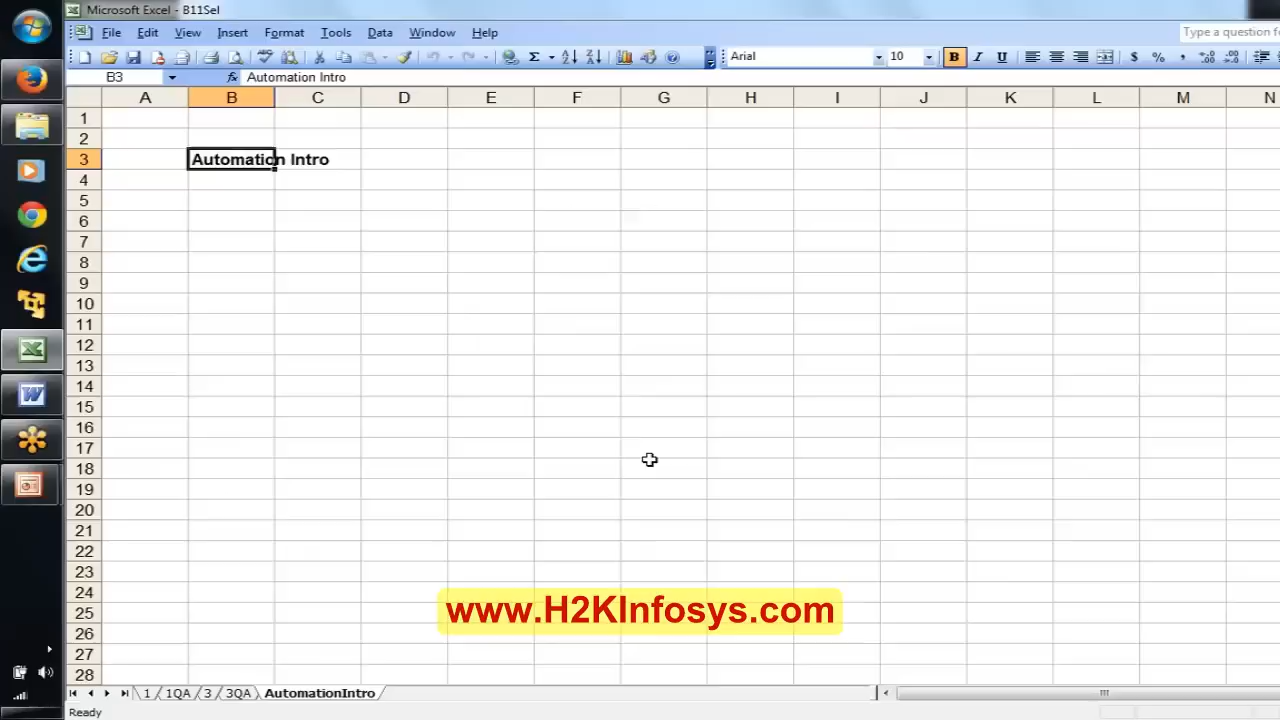 Microsoft Excel - B11Sel
File Edit View Insert Format Tools Data Window Help
Type a question fo
Σ Arial 10 B I U $ % ,
B3 fx Automation Intro
A B C D E F G H I J K L M N
1
2
3 Automation Intro
4
5
6
7
8
9
10
11
12
13
14
15
16
17
18
19
20
21
22
23
24
www.H2KInfosys.com
25
26
27
28
1 1QA 3 3QA AutomationIntro
Ready